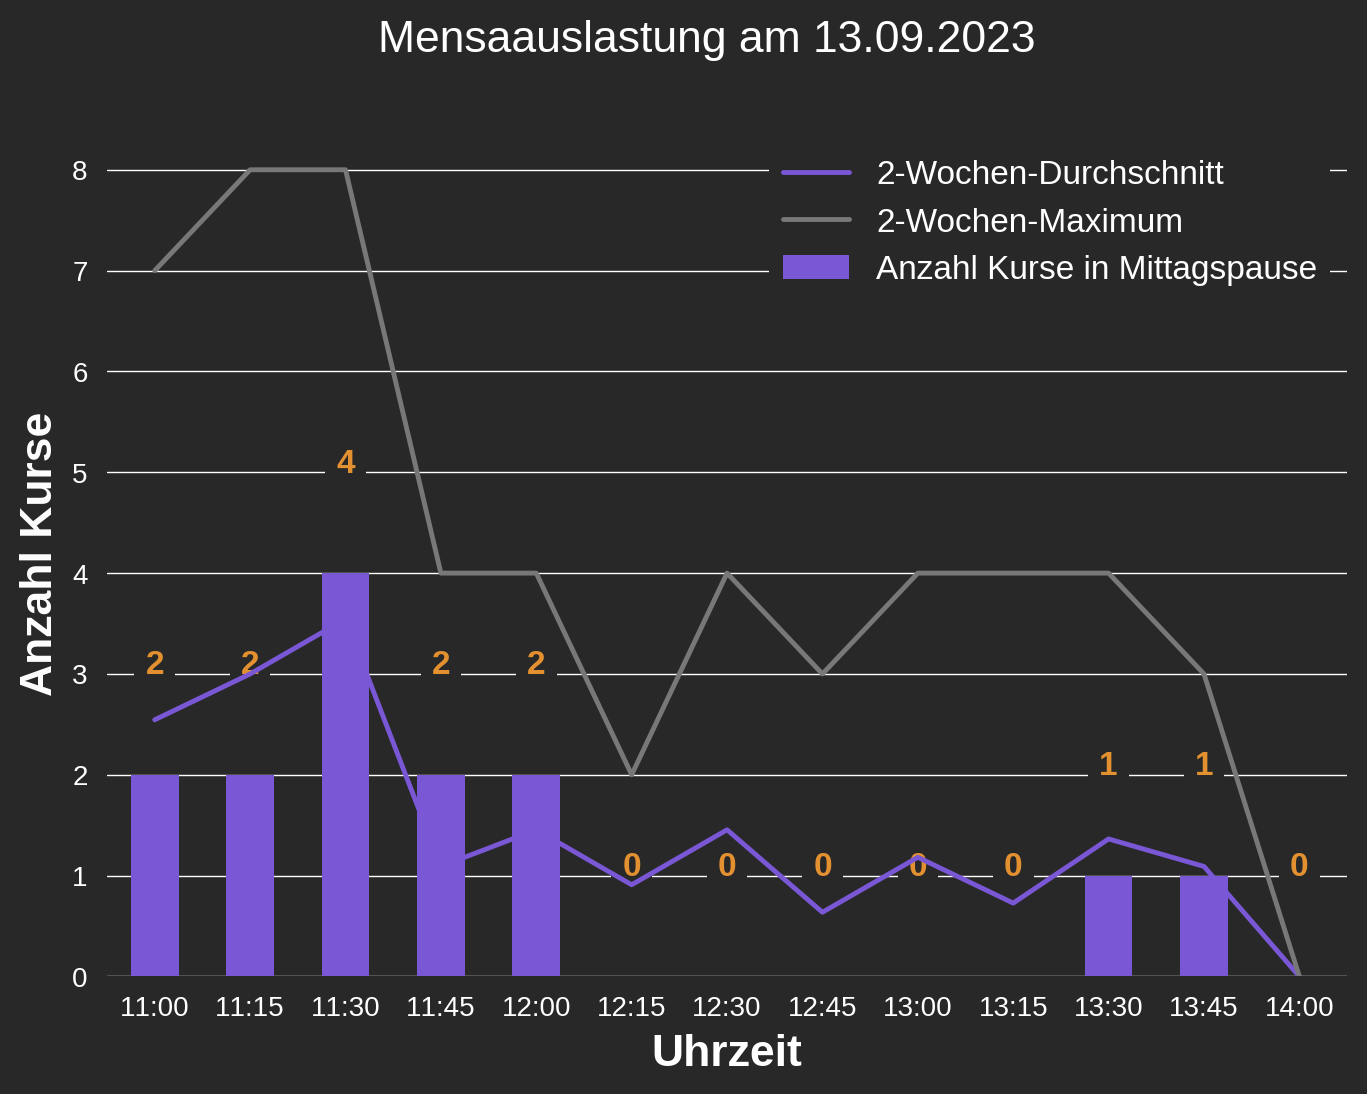 Mensaauslastung am 13.09.2023
2-Wochen-Durchschnitt
2-Wochen-Maximum
Anzahl Kurse in Mittagspause
Anzahl Kurse
8
7
6
5
4
3
2
1
0
4
2 2 2 2
1 1
0 0 0 0 0 0
11:00 11:15 11:30 11:45 12:00 12:15 12:30 12:45 13:00 13:15 13:30 13:45 14:00
Uhrzeit